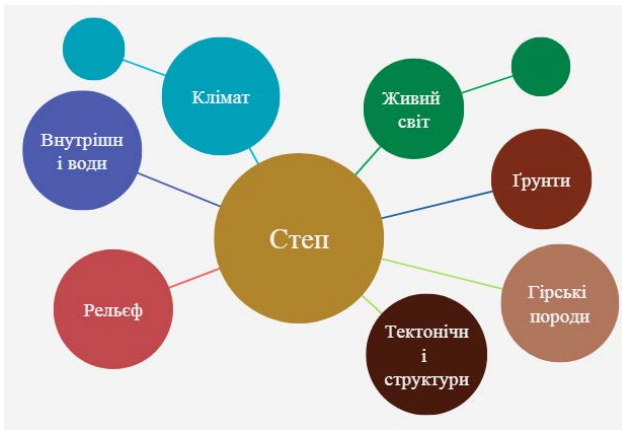 Клімат
Живий
світ
Внутрішн
і води
Ґрунти
Степ
Рельєф
Гірські
породи
Тектонічн
і
структури